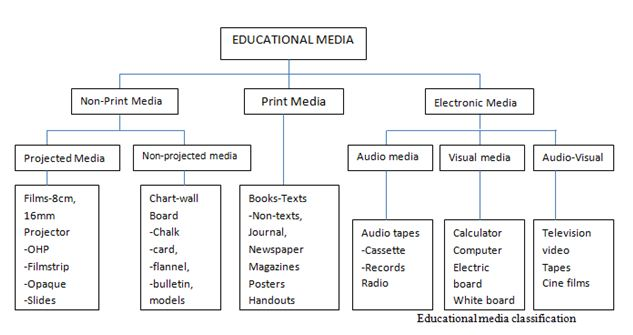 EDUCATIONAL MEDIA
Non-Print Media
Print Media
Electronic Media
Projected Media
Non-projected media
Audio media
Visual media
Audio-Visual
Films-8cm,
16mm
Projector
-OHP
-Filmstrip
-Opaque
-Slides
Chart-wall
Board
-Chalk
-card,
-flannel,
-bulletin,
models
Books-Texts
-Non-texts,
Journal,
Newspaper
Magazines
Posters
Handouts
Audio tapes
-Cassette
-Records
Radio
Calculator
Computer
Electric
board
White board
Television
video
Tapes
Cine films
Educational media classification